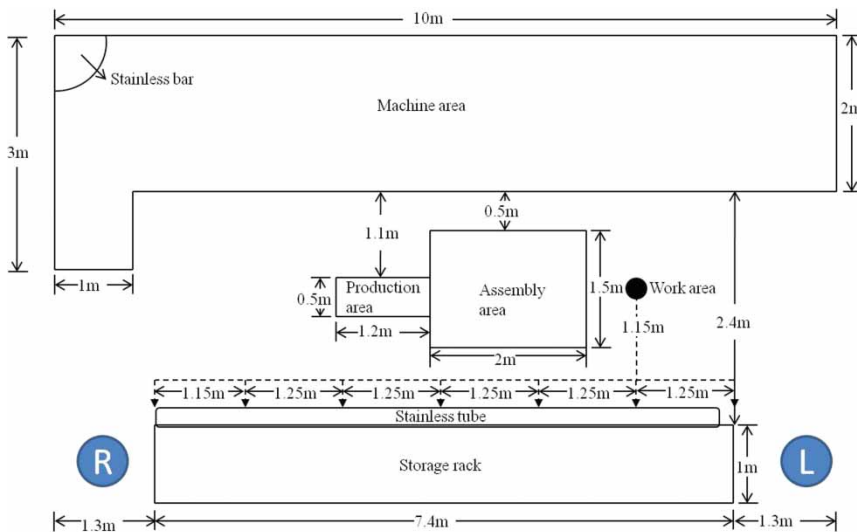 10m
Stainless bar
Machine area
2m
3m
0.5m
1.1m
1m
0.5m
Production
area
Assembly
area
1.5m
Work area
1.15m
2.4m
1.2m
2m
1.15m
1.25m
1.25m
1.25m
1.25m
1.25m
Stainless tube
R
Storage rack
1m
L
1.3m
7.4m
1.3m